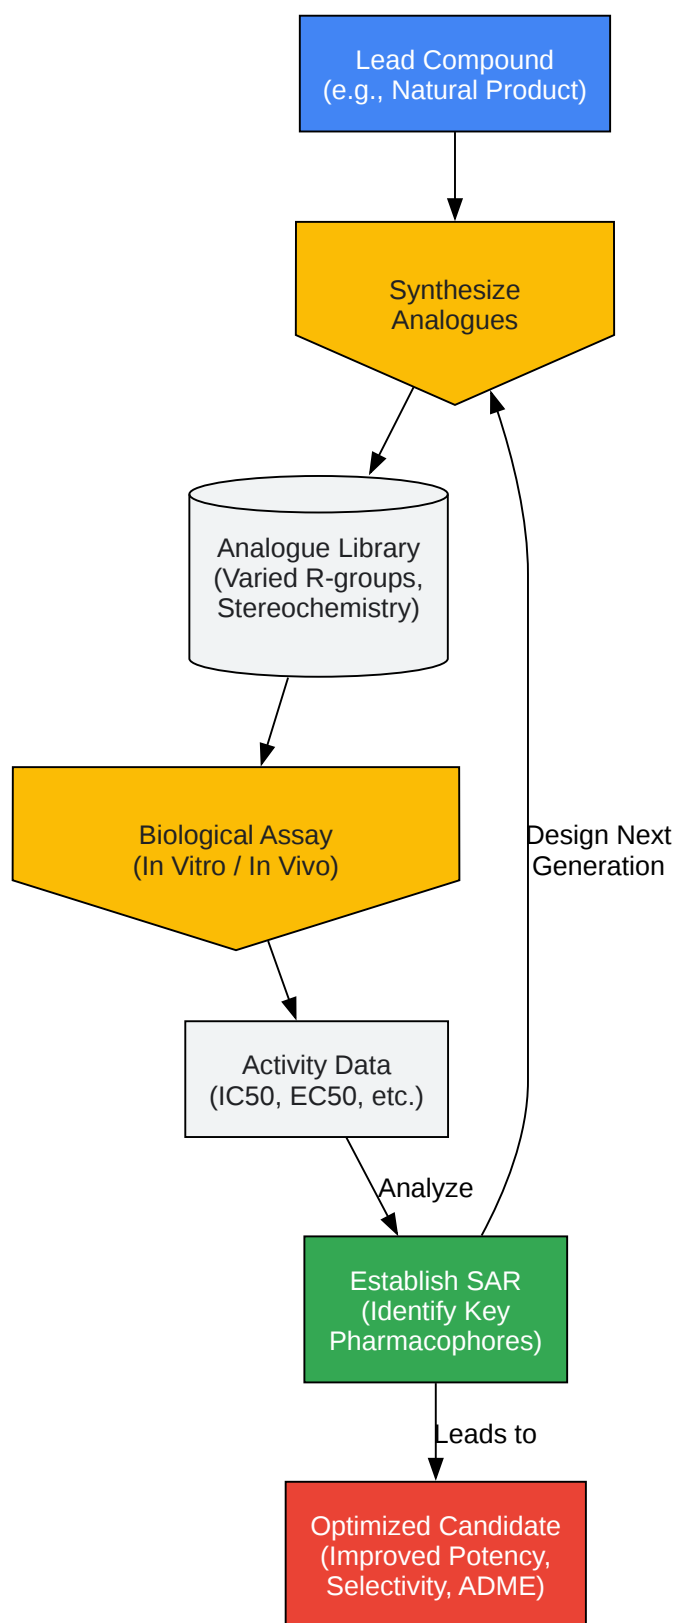 Lead Compound
(e.g., Natural Product)
Synthesize
Analogues
Analogue Library
(Varied R-groups,
Stereochemistry)
Biological Assay
(In Vitro / In Vivo)
Design Next
Generation
Activity Data
(IC50, EC50, etc.)
Analyze
Establish SAR
(Identify Key
Pharmacophores)
Leads to
Optimized Candidate
(Improved Potency,
Selectivity, ADME)